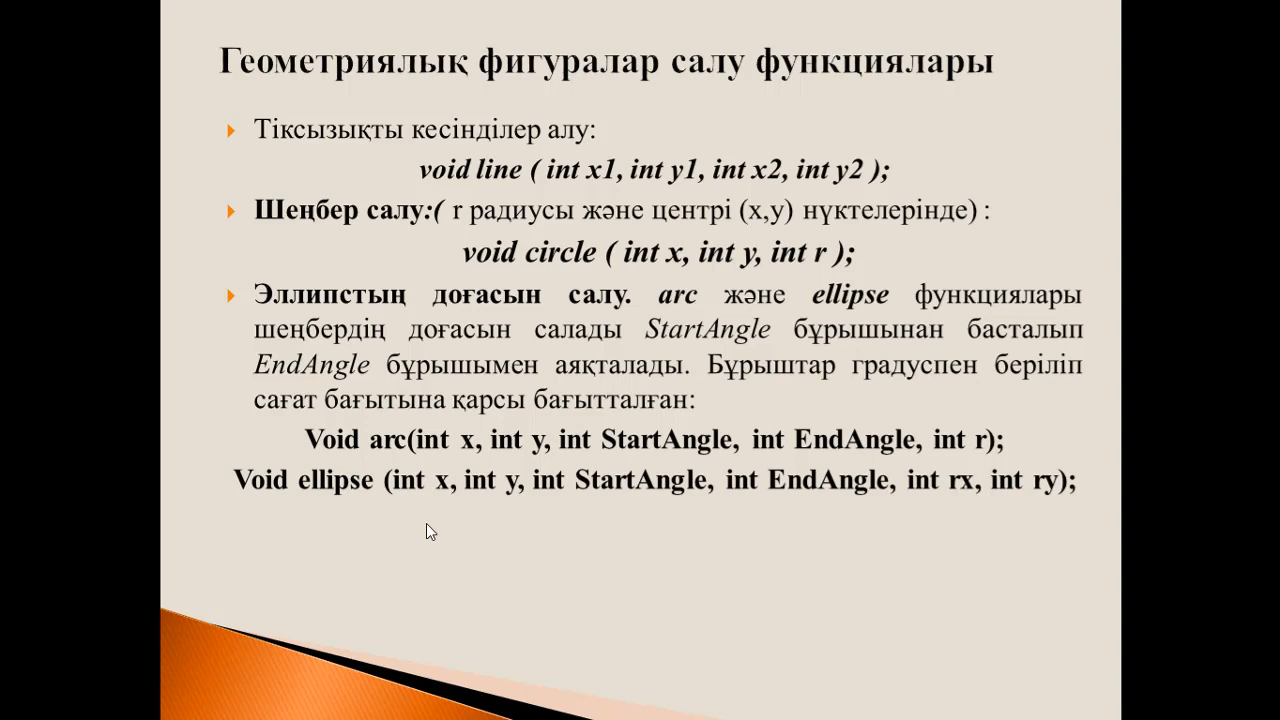 Геометриялық фигуралар салу функциялары
Тіксызықты кесінділер алу:
void line ( int x1, int y1, int x2, int y2 );
Шеңбер салу:( r радиусы және центрі (x,y) нүктелерінде) :
void circle ( int x, int y, int r );
Эллипстың доғасын салу. arc және ellipse функциялары
шеңбердің доғасын салады StartAngle бұрышынан басталып
EndAngle бұрышымен аяқталады. Бұрыштар градуспен беріліп
сағат бағытына қарсы бағытталған:
Void arc(int x, int y, int StartAngle, int EndAngle, int r);
Void ellipse (int x, int y, int StartAngle, int EndAngle, int rx, int ry);